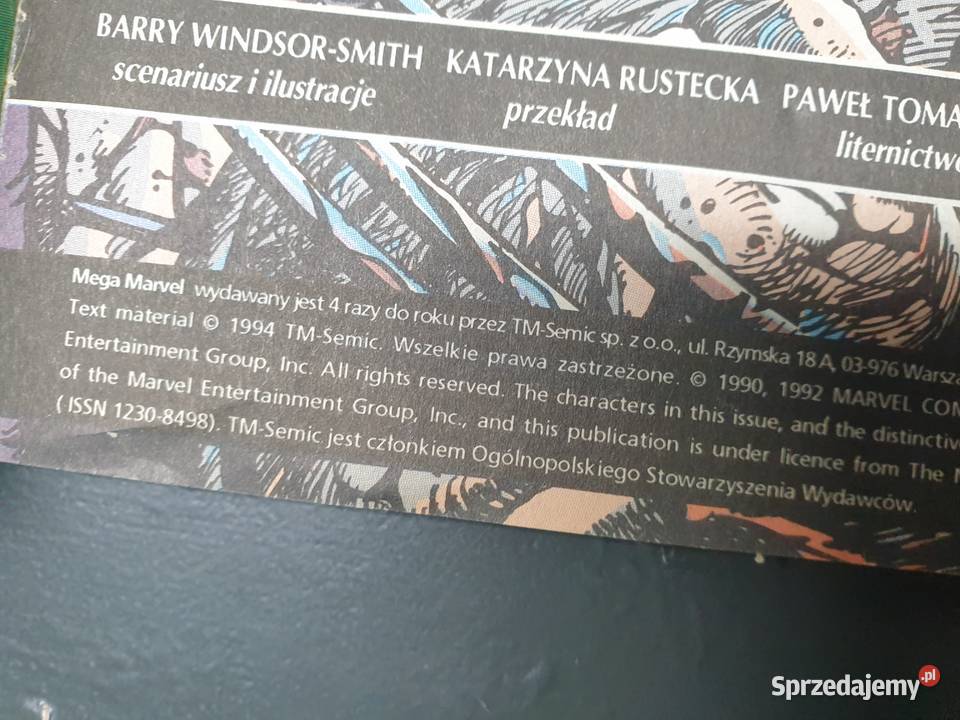 BARRY WINDSOR-SMITH KATARZYNA RUSTECKA PAWEŁ TOMA
scenariusz i ilustracje przekład liternictwo
Mega Marvel wydawany jest 4 razy do roku przez TM-Semic sp. z o.o., ul. Rzymska 18 A, 03-976 Warsza
Text material © 1994 TM-Semic. Wszelkie prawa zastrzeżone. © 1990, 1992 MARVEL COM
Entertainment Group, Inc. All rights reserved. The characters in this issue, and the distinctiv
of the Marvel Entertainment Group, Inc., and this publication is under licence from The M
( ISSN 1230-8498). TM-Semic jest członkiem Ogólnopolskiego Stowarzyszenia Wydawców.
Sprzedajemy.pl